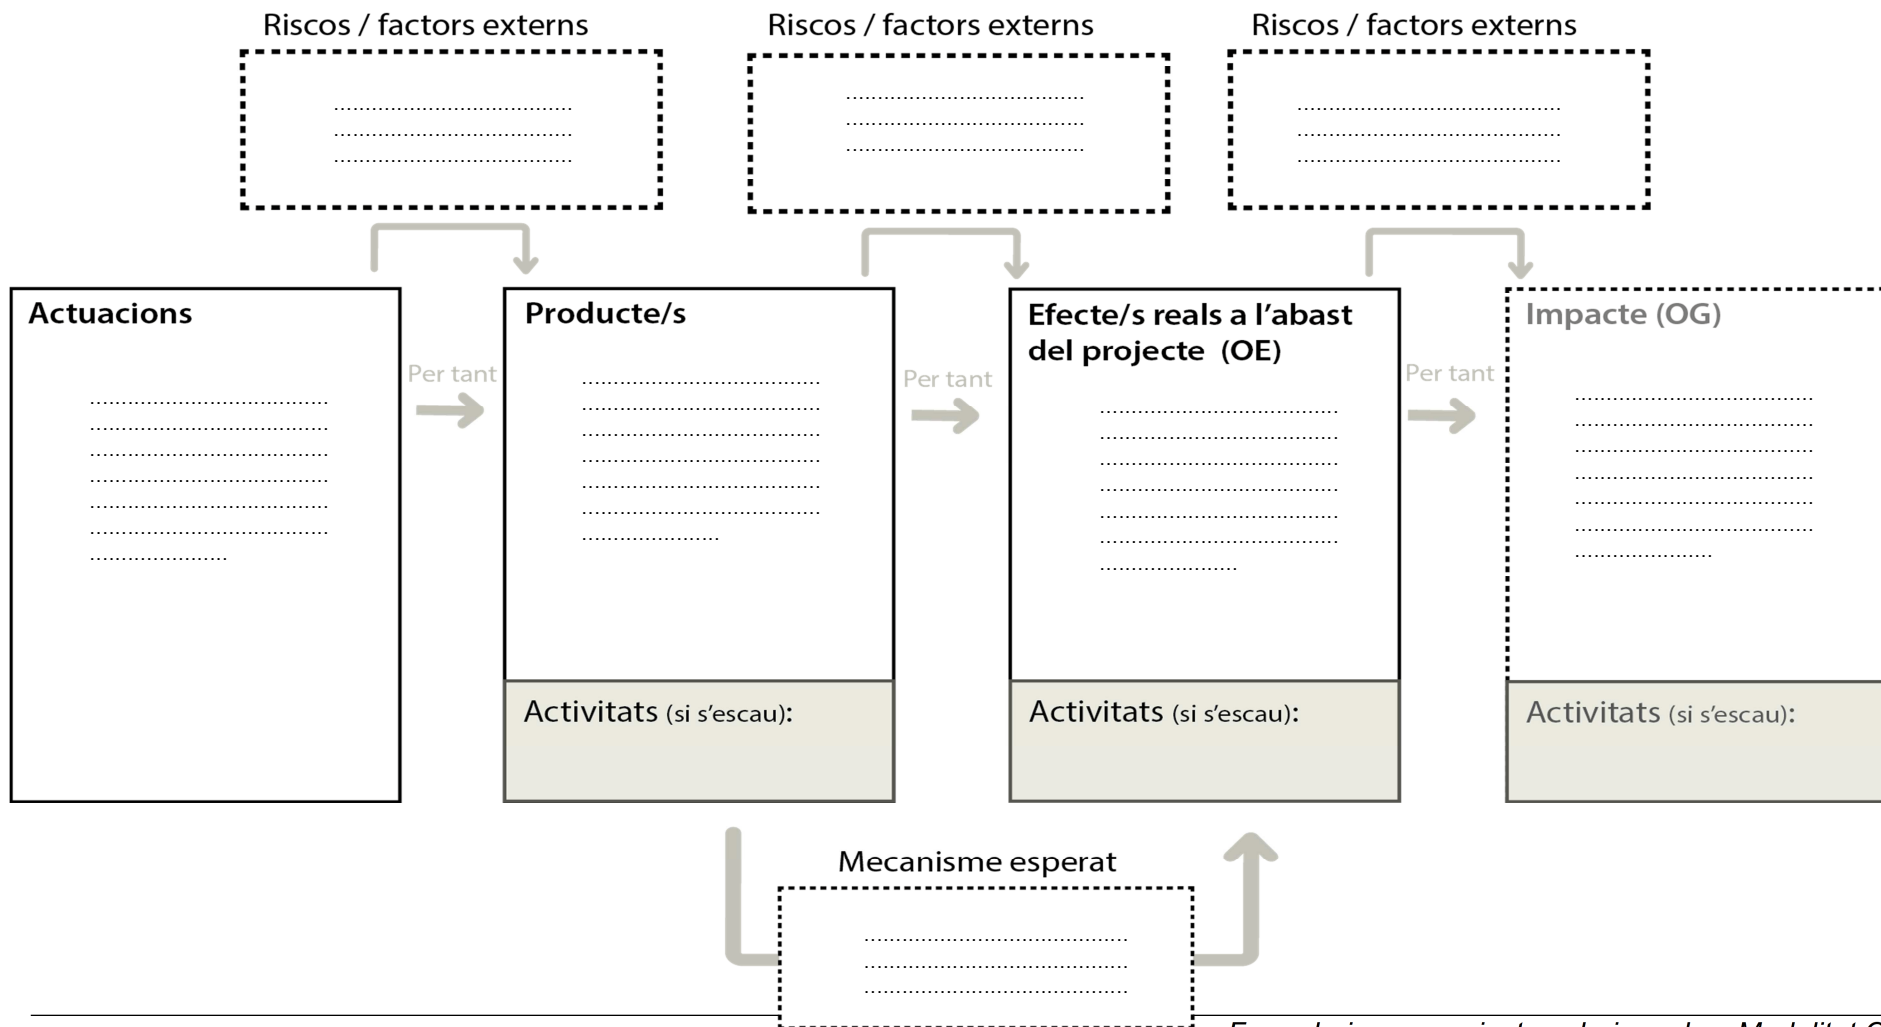 Riscos / factors externs
Riscos / factors externs
Riscos / factors externs
Actuacions
Per tant
Producte/s
Activitats (si s'escau):
Per tant
Efecte/s reals a l'abast
del projecte (OE)
Activitats (si s'escau):
Per tant
Impacte (OG)
Activitats (si s'escau):
Mecanisme esperat